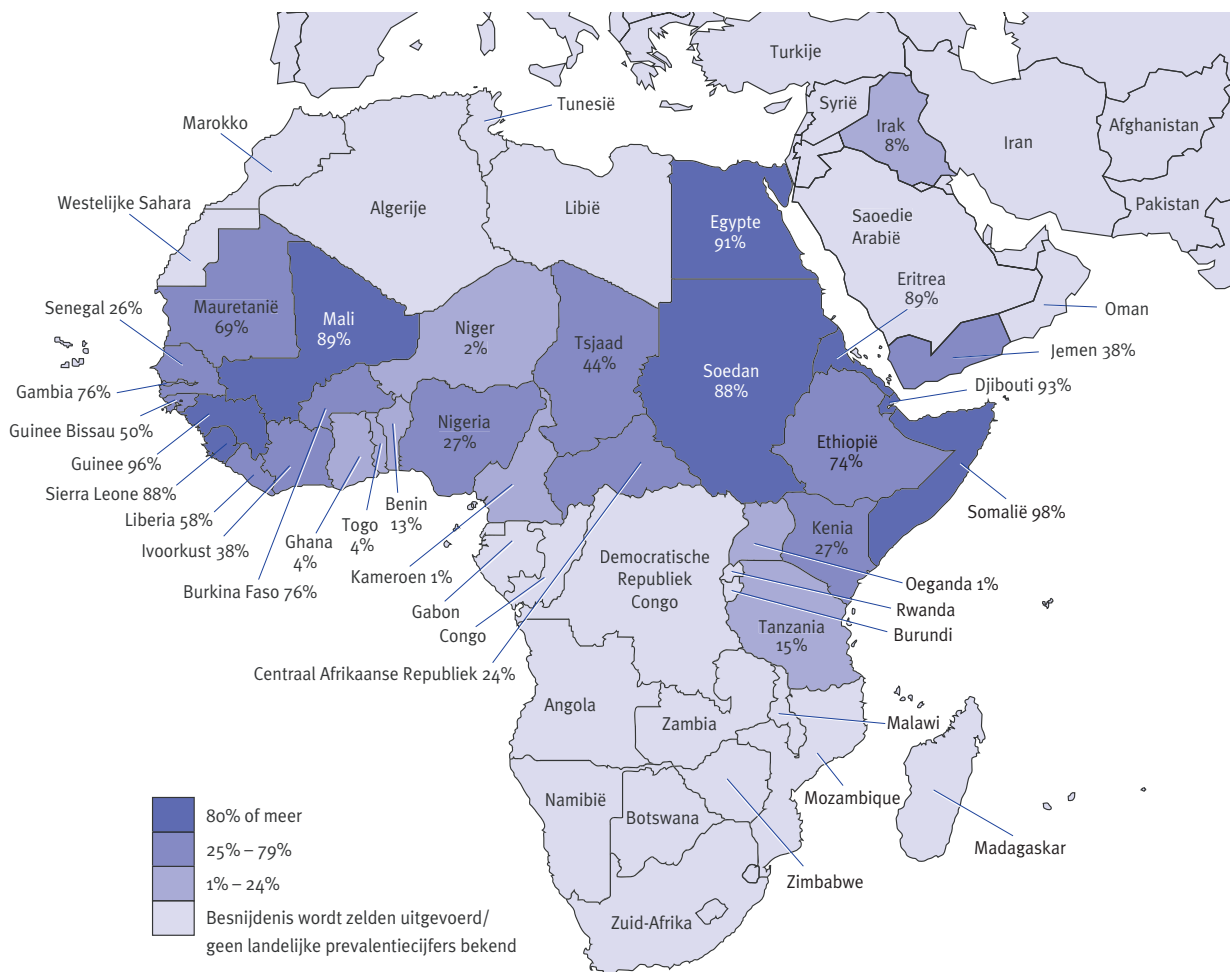 Turkije
Tunesië
Syrië
Marokko
Irak
8%
Afghanistan
Iran
Westelijke Sahara
Algerije
Libië
Egypte
91%
Saoedie
Arabië
Pakistan
Eritrea
89%
Oman
Senegal 26%
Mauretanië
69%
Mali
89%
Niger
2%
Tsjaad
44%
Soedan
88%
Jemen 38%
Djibouti 93%
Gambia 76%
Guinee Bissau 50%
Guinee 96%
Sierra Leone 88%
Liberia 58%
Ivoorkust 38%
Burkina Faso 76%
Ghana
4%
Togo
4%
Benin
13%
Nigeria
27%
Ethiopië
74%
Somalië 98%
Kenia
27%
Kameroen 1%
Gabon
Congo
Centraal Afrikaanse Republiek 24%
Democratische
Republiek
Congo
Oeganda 1%
Rwanda
Burundi
Tanzania
15%
Angola
Zambia
Malawi
Mozambique
Namibië
Botswana
Zimbabwe
Madagaskar
Zuid-Afrika
80% of meer
25% – 79%
1% – 24%
Besnijdenis wordt zelden uitgevoerd/
geen landelijke prevalentiecijfers bekend